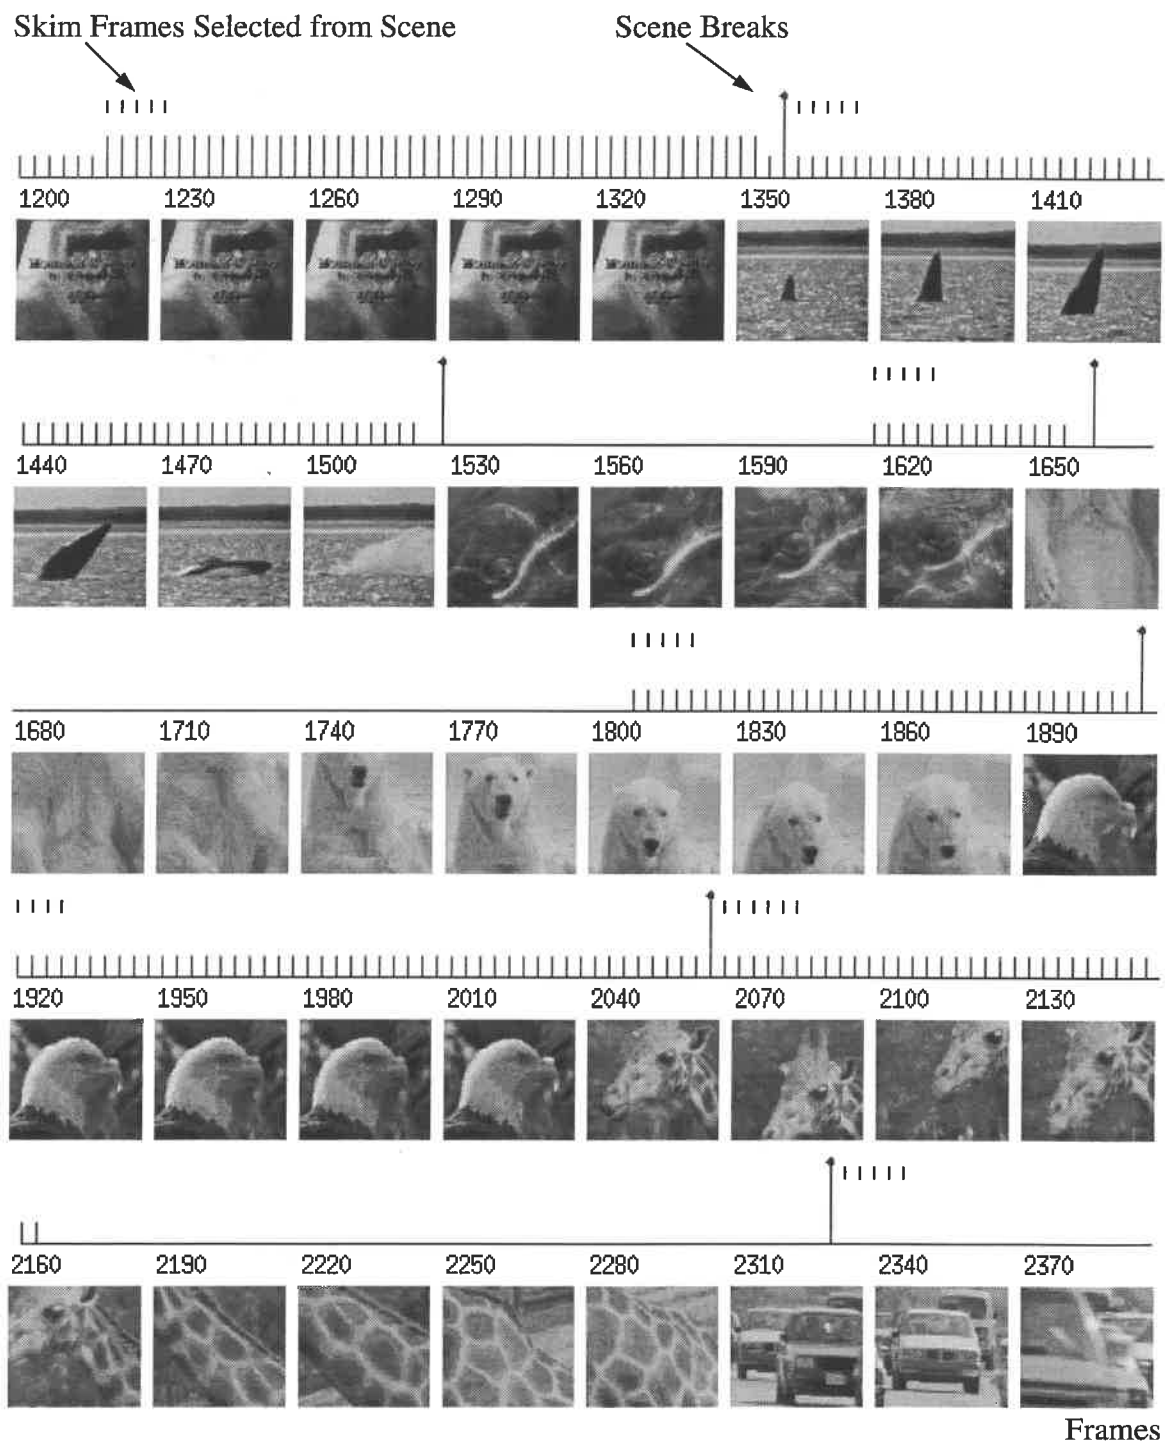 Skim Frames Selected from Scene Scene Breaks
1200 1230 1260 1290 1320 1350 1380 1410
1440 1470 1500 1530 1560 1590 1620 1650
1680 1710 1740 1770 1800 1830 1860 1890
1920 1950 1980 2010 2040 2070 2100 2130
2160 2190 2220 2250 2280 2310 2340 2370
Frames